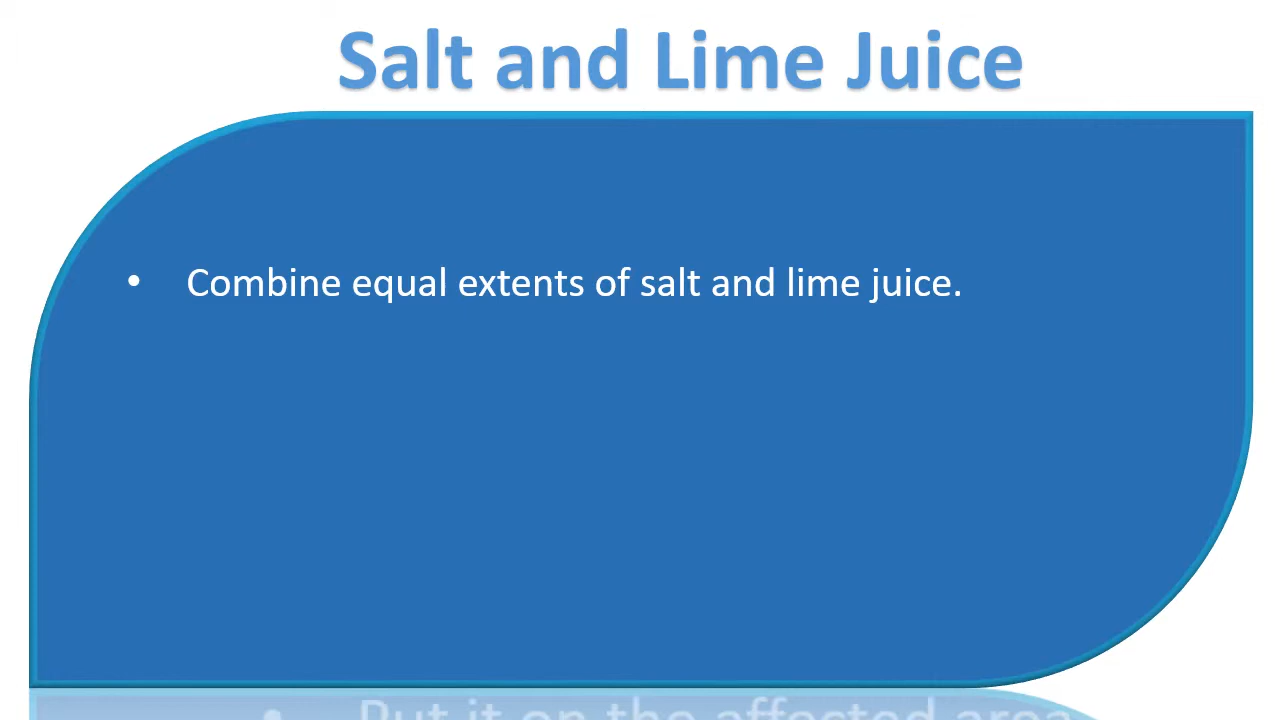 Salt and Lime Juice
• Combine equal extents of salt and lime juice.
• Put it on the affected area